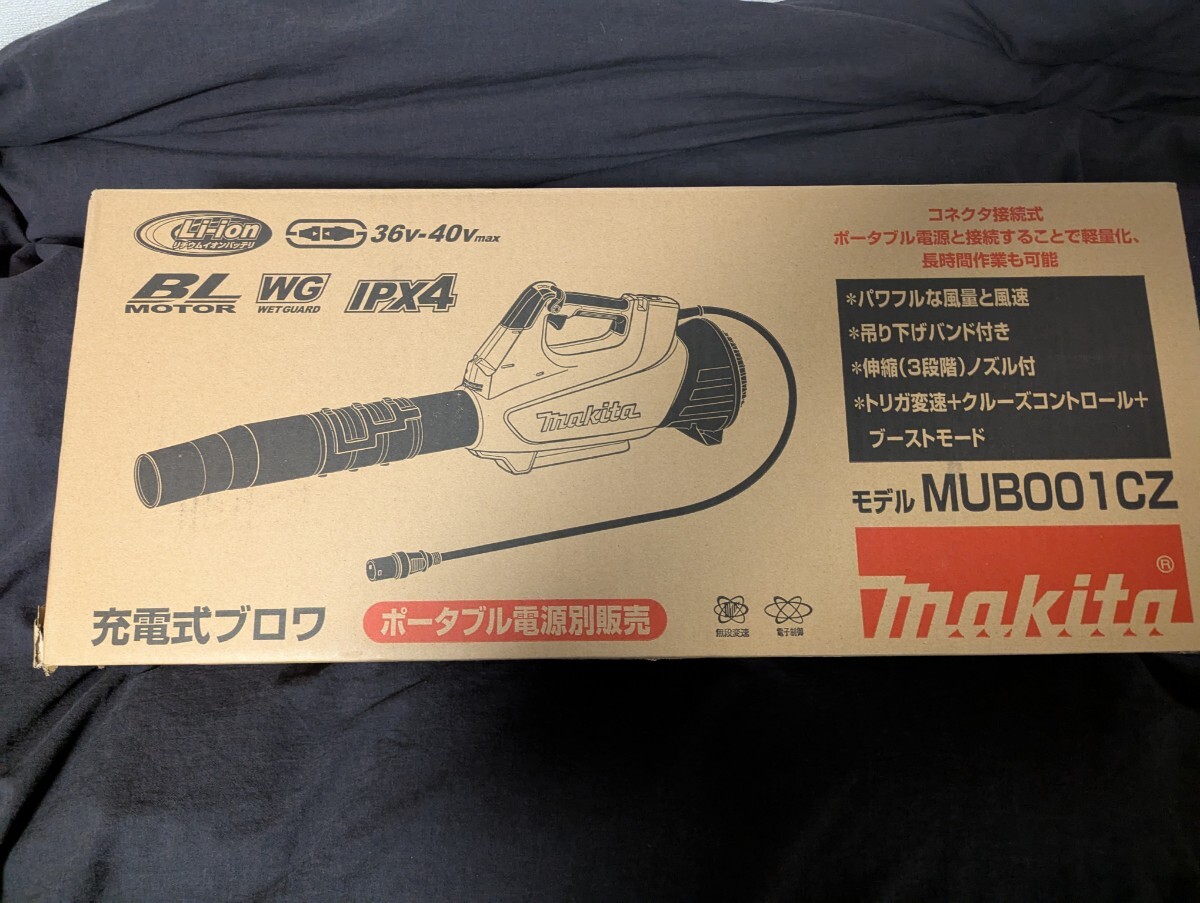 Li-ion
リチウムイオンバッテリ
36v-40vmax
BL
MOTOR
WG
WET GUARD
IPX4
makita
コネクタ接続式
ポータブル電源と接続することで軽量化、
長時間作業も可能
*パワフルな風量と風速
*吊り下げバンド付き
*伸縮(3段階)ノズル付
*トリガ変速+クルーズコントロール+
ブーストモード
モデル MUB001CZ
makita®
充電式ブロワ
ポータブル電源別販売
無段変速
電子制御